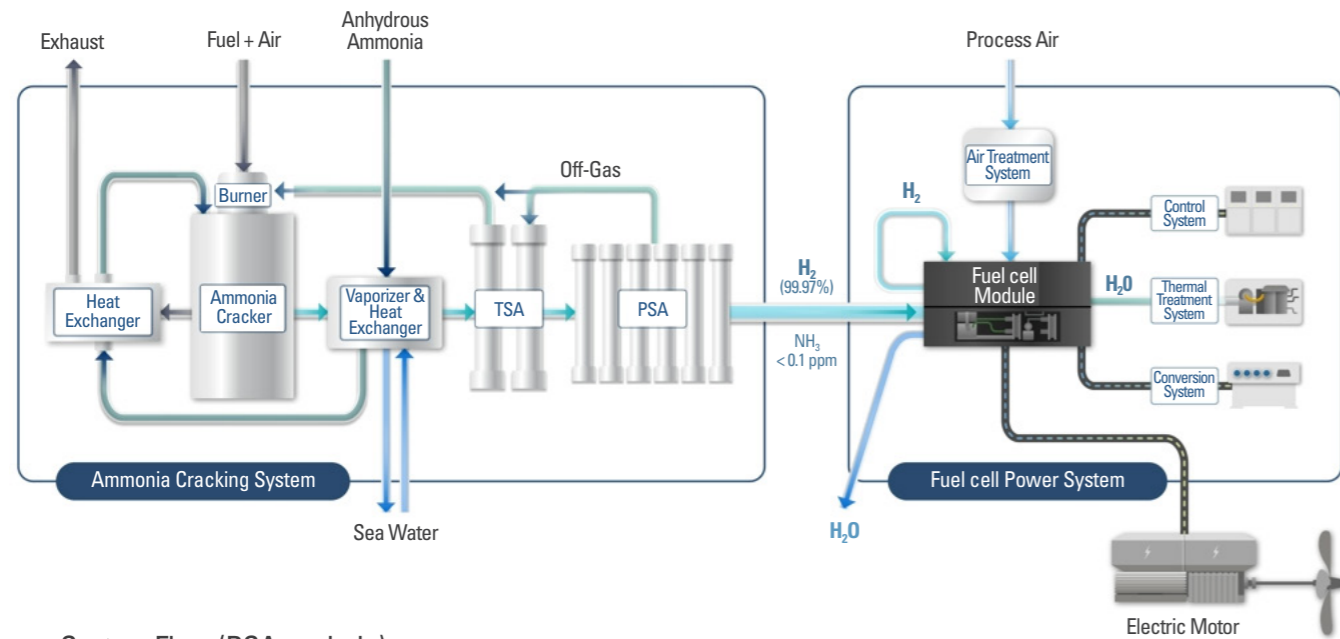 Exhaust
Fuel + Air
Anhydrous
Ammonia
Process Air
Off-Gas
Burner
Heat
Exchanger
Ammonia
Cracker
Vaporizer &
Heat
Exchanger
TSA
PSA
H₂
(99.97%)
NH₃
< 0.1 ppm
Air Treatment
System
H₂
Fuel cell
Module
Control
System
H₂O
Thermal
Treatment
System
Conversion
System
Ammonia Cracking System
Fuel cell Power System
Sea Water
H₂O
Electric Motor